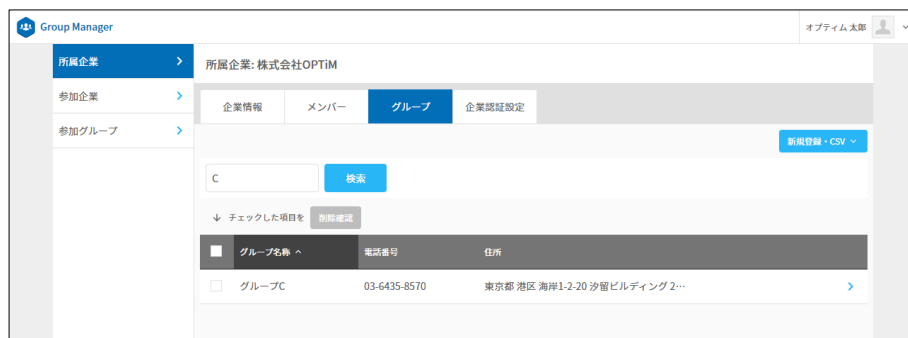 Group Manager
オプティム 太郎
所属企業
参加企業
参加グループ
所属企業: 株式会社OPTiM
企業情報 メンバー グループ 企業認証設定
新規登録・CSV
C 検索
チェックした項目を 削除確認
グループ名称 電話番号 住所
グループC 03-6435-8570 東京都 港区 海岸1-2-20 汐留ビルディング 2…